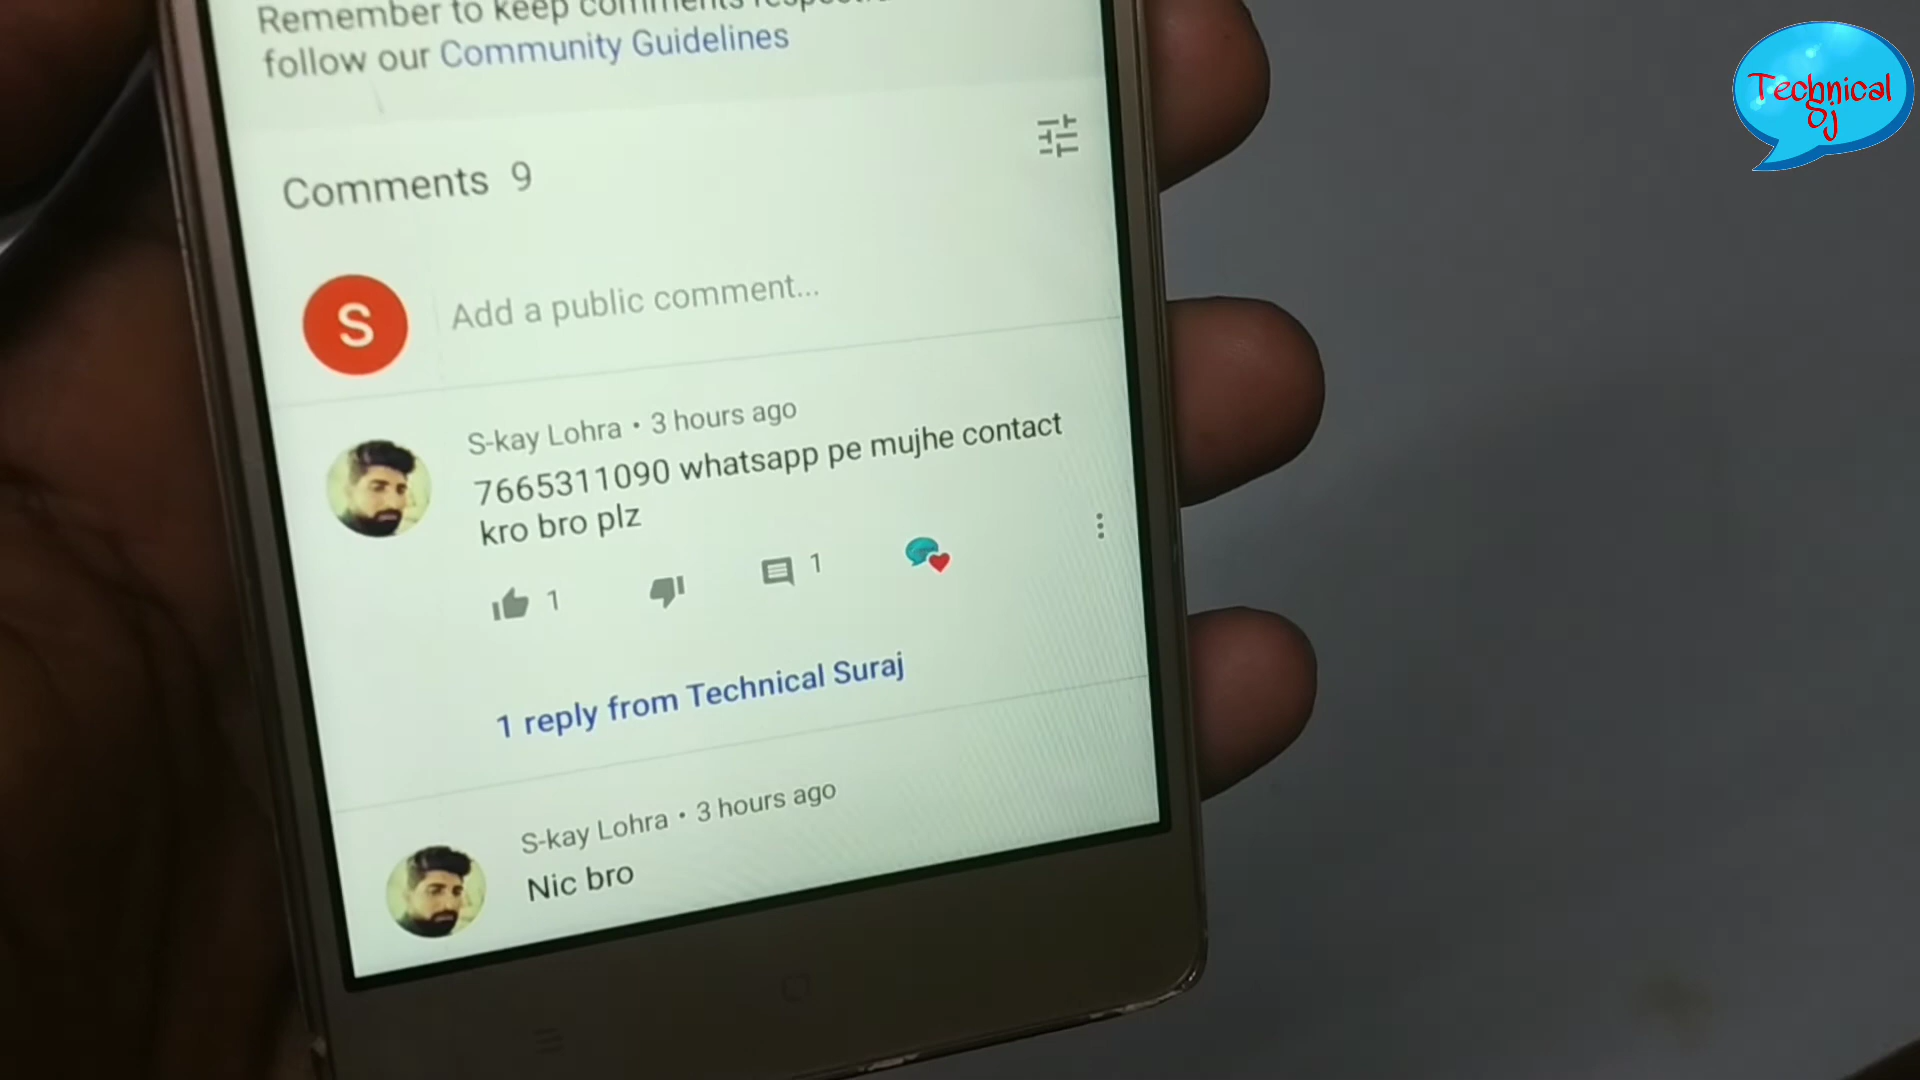 Remember to keep comments
follow our Community Guidelines
Technical
Comments 9
S
Add a public comment...
S-kay Lohra • 3 hours ago
7665311090 whatsapp pe mujhe contact
kro bro plz
1
1
1 reply from Technical Suraj
S-kay Lohra • 3 hours ago
Nic bro